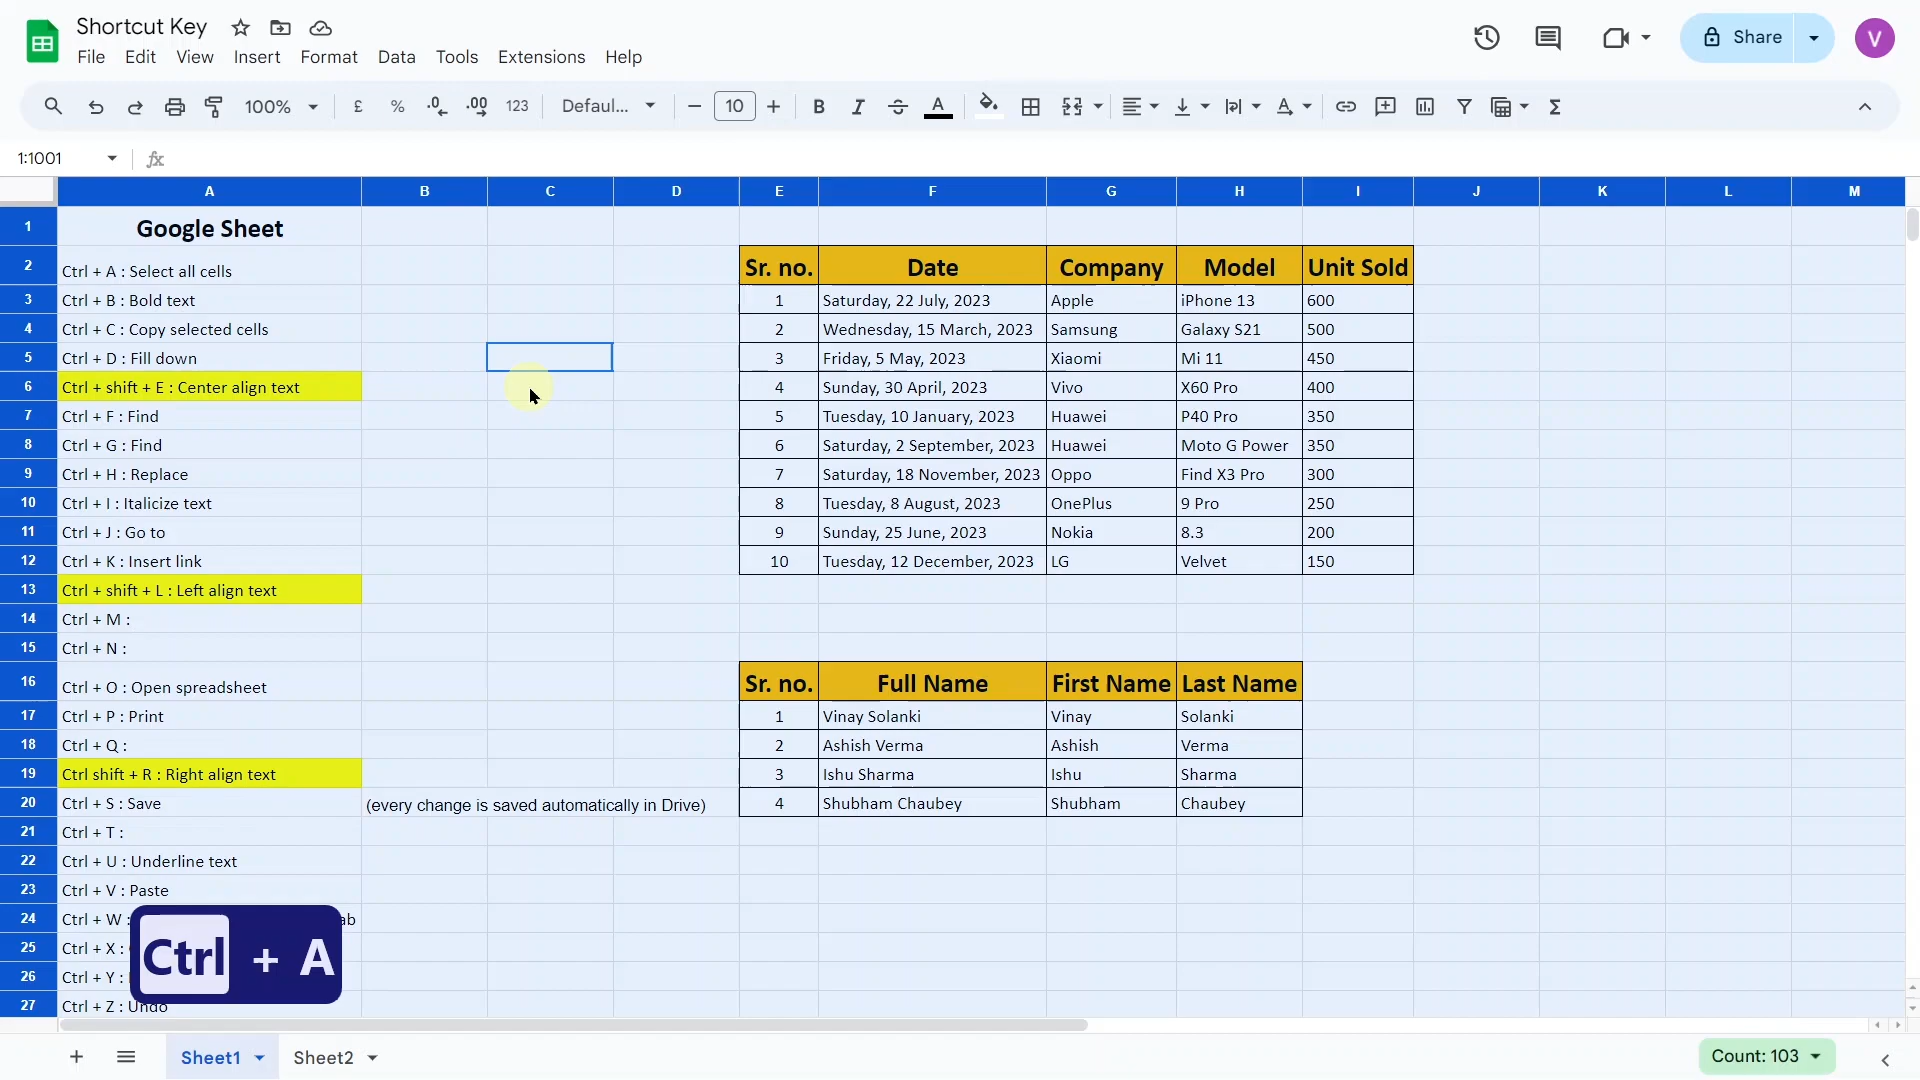 Shortcut Key
File Edit View Insert Format Data Tools Extensions Help
Share
V
100% £ % .0 .00 123 Defaul... 10 B I A
1:1001 fx
A B C D E F G H I J K L M
1 Google Sheet
2 Ctrl + A : Select all cells Sr. no. Date Company Model Unit Sold
3 Ctrl + B : Bold text 1 Saturday, 22 July, 2023 Apple iPhone 13 600
4 Ctrl + C : Copy selected cells 2 Wednesday, 15 March, 2023 Samsung Galaxy S21 500
5 Ctrl + D : Fill down 3 Friday, 5 May, 2023 Xiaomi Mi 11 450
6 Ctrl + shift + E : Center align text 4 Sunday, 30 April, 2023 Vivo X60 Pro 400
7 Ctrl + F : Find 5 Tuesday, 10 January, 2023 Huawei P40 Pro 350
8 Ctrl + G : Find 6 Saturday, 2 September, 2023 Huawei Moto G Power 350
9 Ctrl + H : Replace 7 Saturday, 18 November, 2023 Oppo Find X3 Pro 300
10 Ctrl + I : Italicize text 8 Tuesday, 8 August, 2023 OnePlus 9 Pro 250
11 Ctrl + J : Go to 9 Sunday, 25 June, 2023 Nokia 8.3 200
12 Ctrl + K : Insert link 10 Tuesday, 12 December, 2023 LG Velvet 150
13 Ctrl + shift + L : Left align text
14 Ctrl + M :
15 Ctrl + N :
16 Ctrl + O : Open spreadsheet Sr. no. Full Name First Name Last Name
17 Ctrl + P : Print 1 Vinay Solanki Vinay Solanki
18 Ctrl + Q : 2 Ashish Verma Ashish Verma
19 Ctrl shift + R : Right align text 3 Ishu Sharma Ishu Sharma
20 Ctrl + S : Save (every change is saved automatically in Drive) 4 Shubham Chaubey Shubham Chaubey
21 Ctrl + T :
22 Ctrl + U : Underline text
23 Ctrl + V : Paste
24 Ctrl + W :
25 Ctrl + X :
26 Ctrl + Y :
27 Ctrl + Z : Undo
Ctrl + A
Sheet1 Sheet2 Count: 103